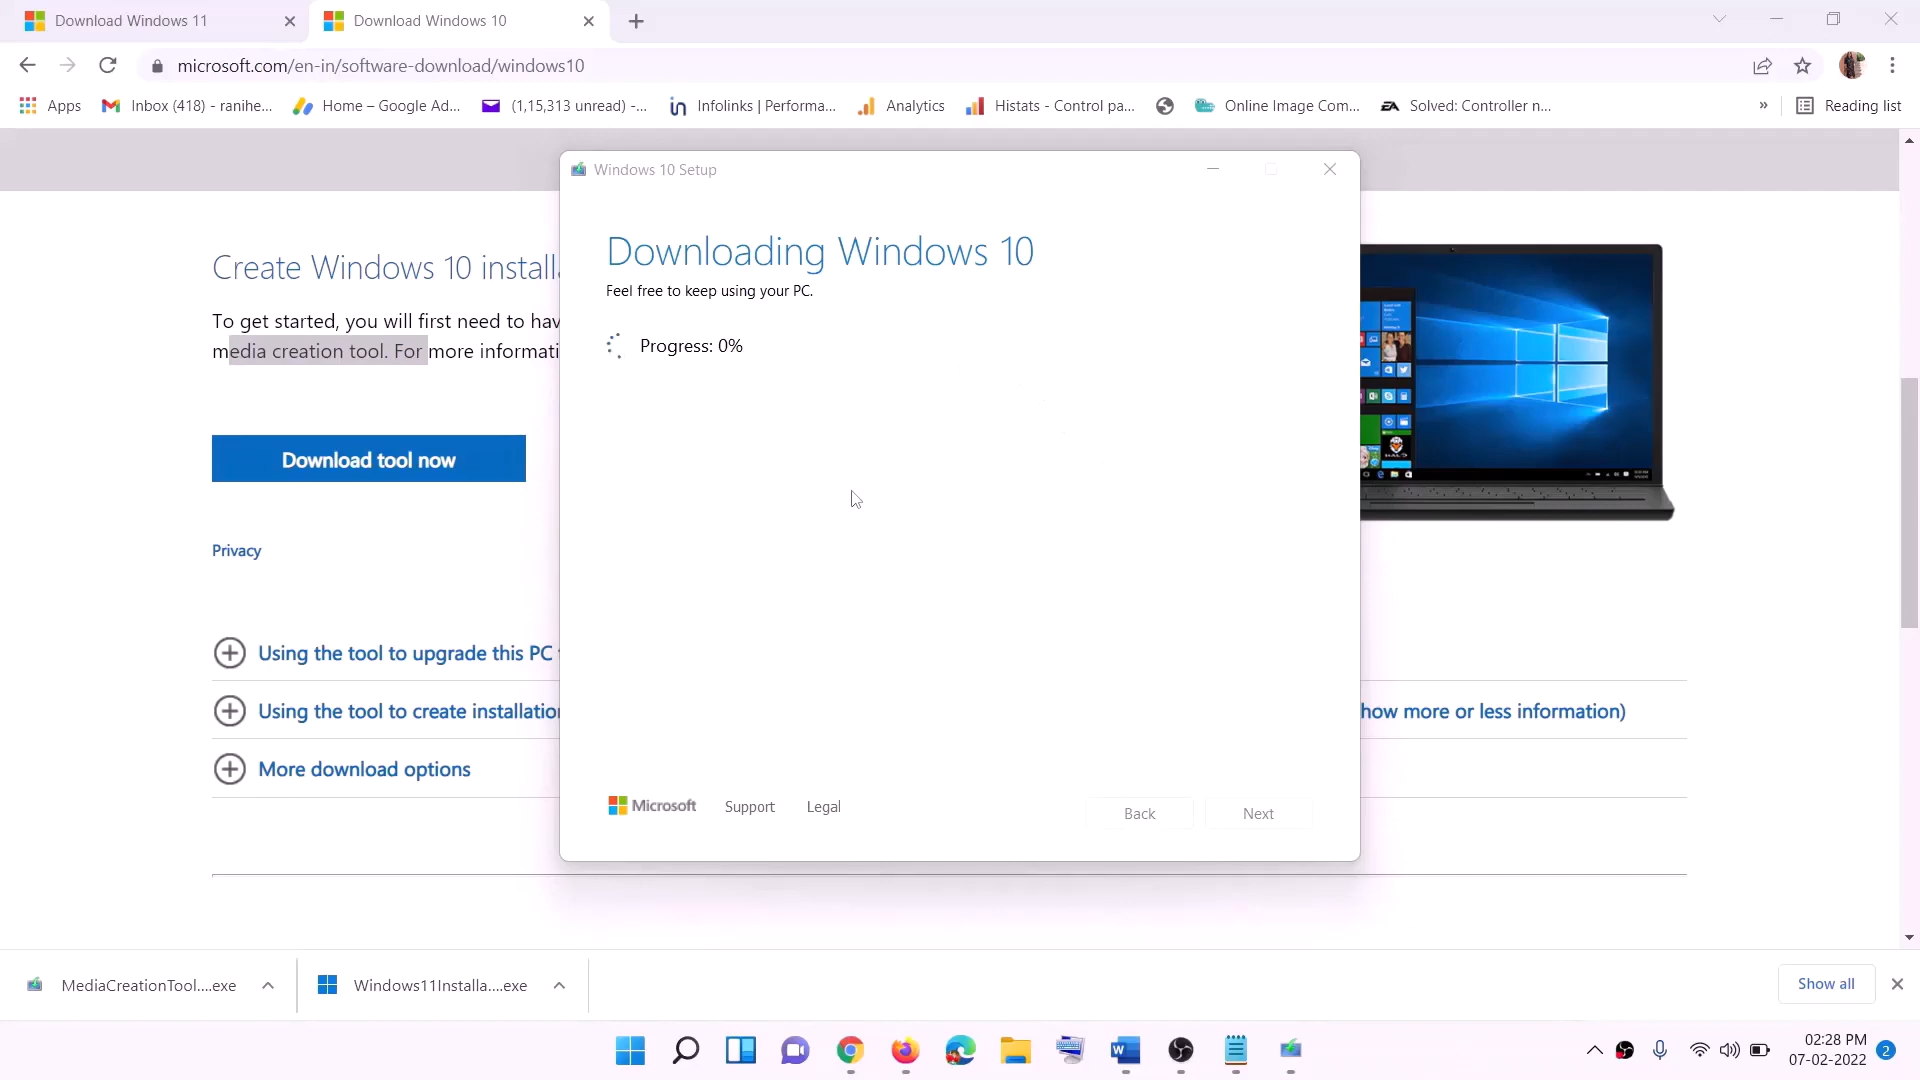 Download Windows 11
Download Windows 10
microsoft.com/en-in/software-download/windows10
Apps
Inbox (418) - ranihe...
Home – Google Ad...
(1,15,313 unread) -...
Infolinks | Performa...
Analytics
Histats - Control pa...
Online Image Com...
Solved: Controller n...
»
Reading list
Windows 10 Setup
Downloading Windows 10
Feel free to keep using your PC.
Progress: 0%
Create Windows 10 install
To get started, you will first need to hav
media creation tool. For more informati
Download tool now
Privacy
Using the tool to upgrade this PC
Using the tool to create installation
how more or less information)
More download options
Microsoft
Support
Legal
Back
Next
MediaCreationTool....exe
Windows11Installa....exe
Show all
02:28 PM
07-02-2022
2